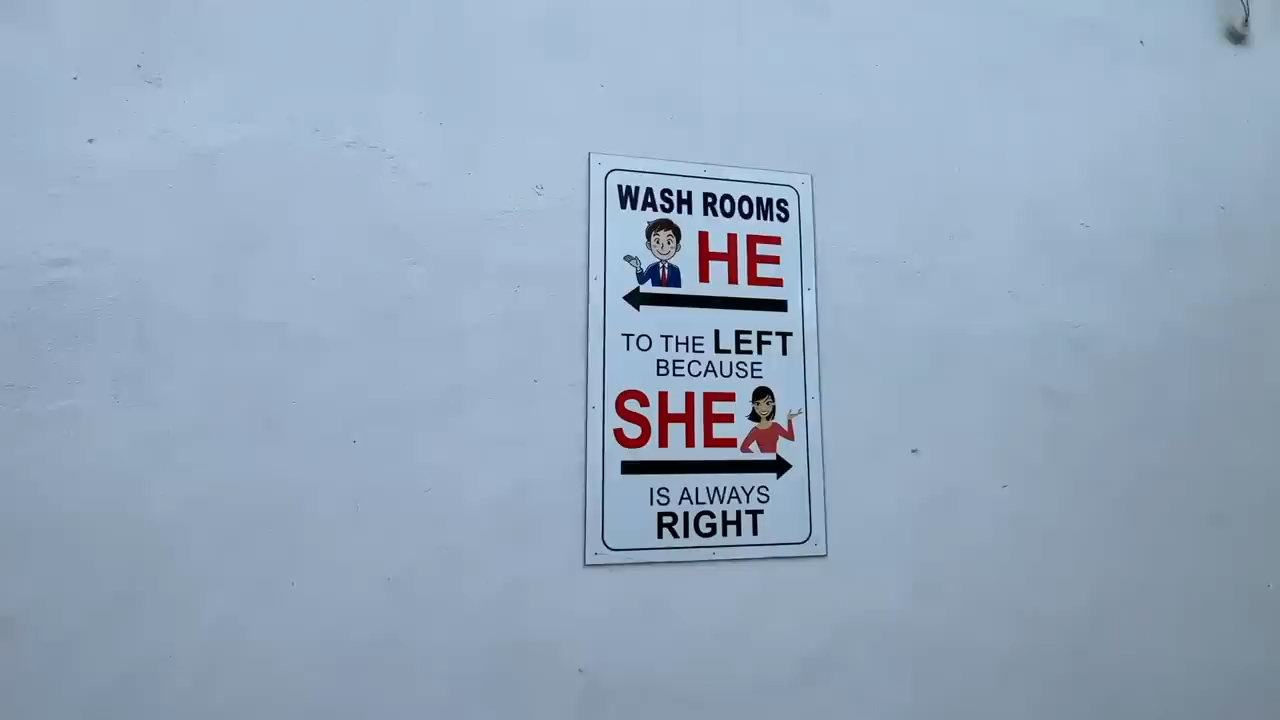 WASH ROOMS
HE
TO THE LEFT
BECAUSE
SHE
IS ALWAYS
RIGHT